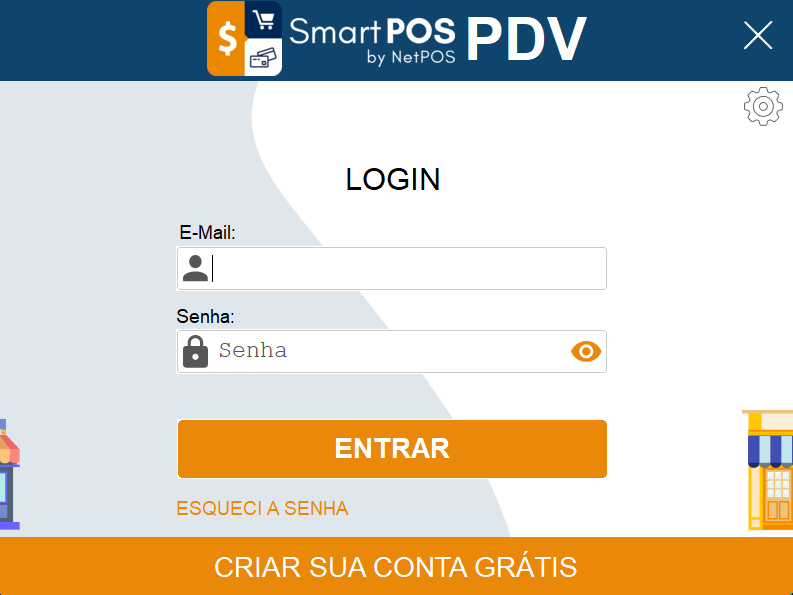 $
SmartPOS
by NetPOS
PDV
LOGIN
E-Mail:
Senha:
Senha
ENTRAR
ESQUECI A SENHA
CRIAR SUA CONTA GRÁTIS